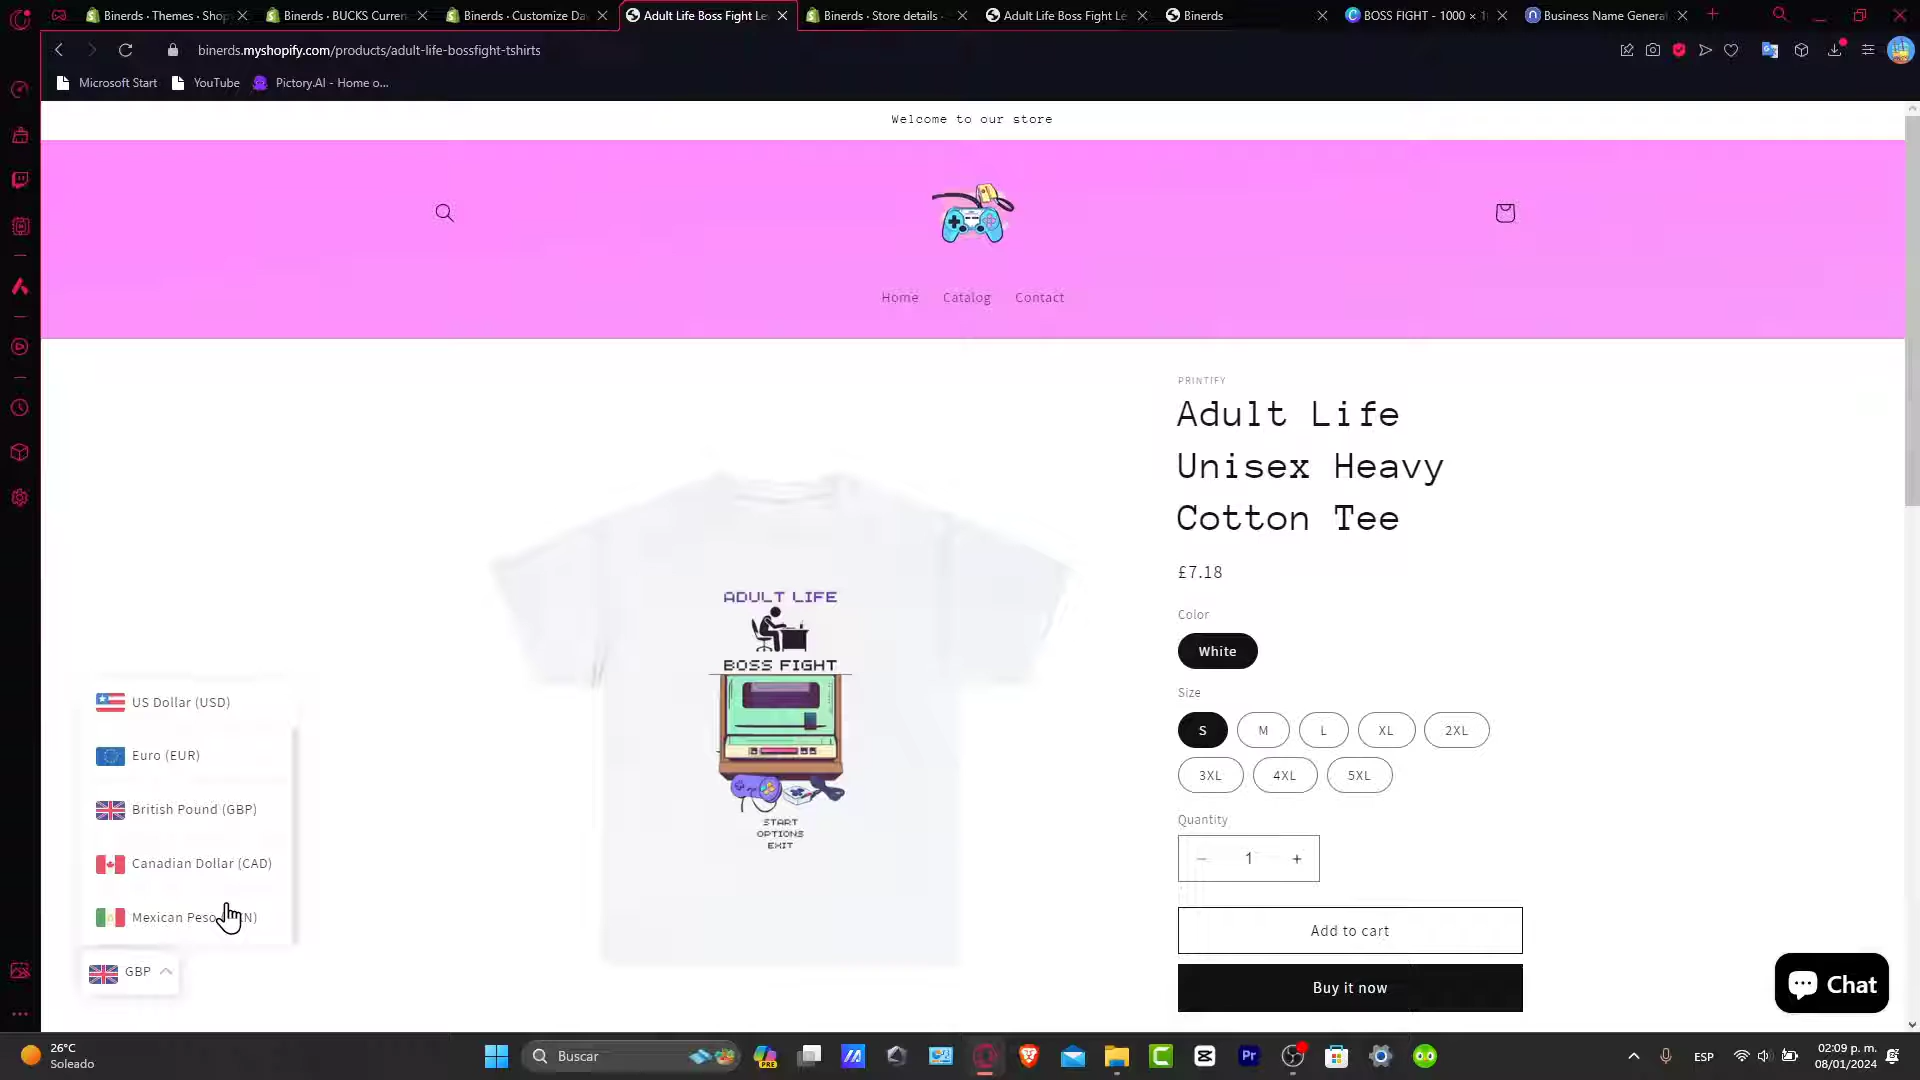 Binerds · Themes · Shop
Binerds · BUCKS Curren
Binerds · Customize Da
Adult Life Boss Fight Le
Binerds · Store details ·
Adult Life Boss Fight Le
Binerds
BOSS FIGHT - 1000 × 1
Business Name Genera
binerds.myshopify.com/products/adult-life-bossfight-tshirts
Microsoft Start
YouTube
Pictory.AI - Home o...
Welcome to our store
Home
Catalog
Contact
PRINTIFY
Adult Life
Unisex Heavy
Cotton Tee
£7.18
Color
White
Size
S
M
L
XL
2XL
3XL
4XL
5XL
Quantity
1
Add to cart
Buy it now
ADULT LIFE
BOSS FIGHT
START
OPTIONS
EXIT
US Dollar (USD)
Euro (EUR)
British Pound (GBP)
Canadian Dollar (CAD)
Mexican Peso
GBP
Chat
26°C
Soleado
Buscar
PRE
Pr
ESP
02:09 p. m.
08/01/2024